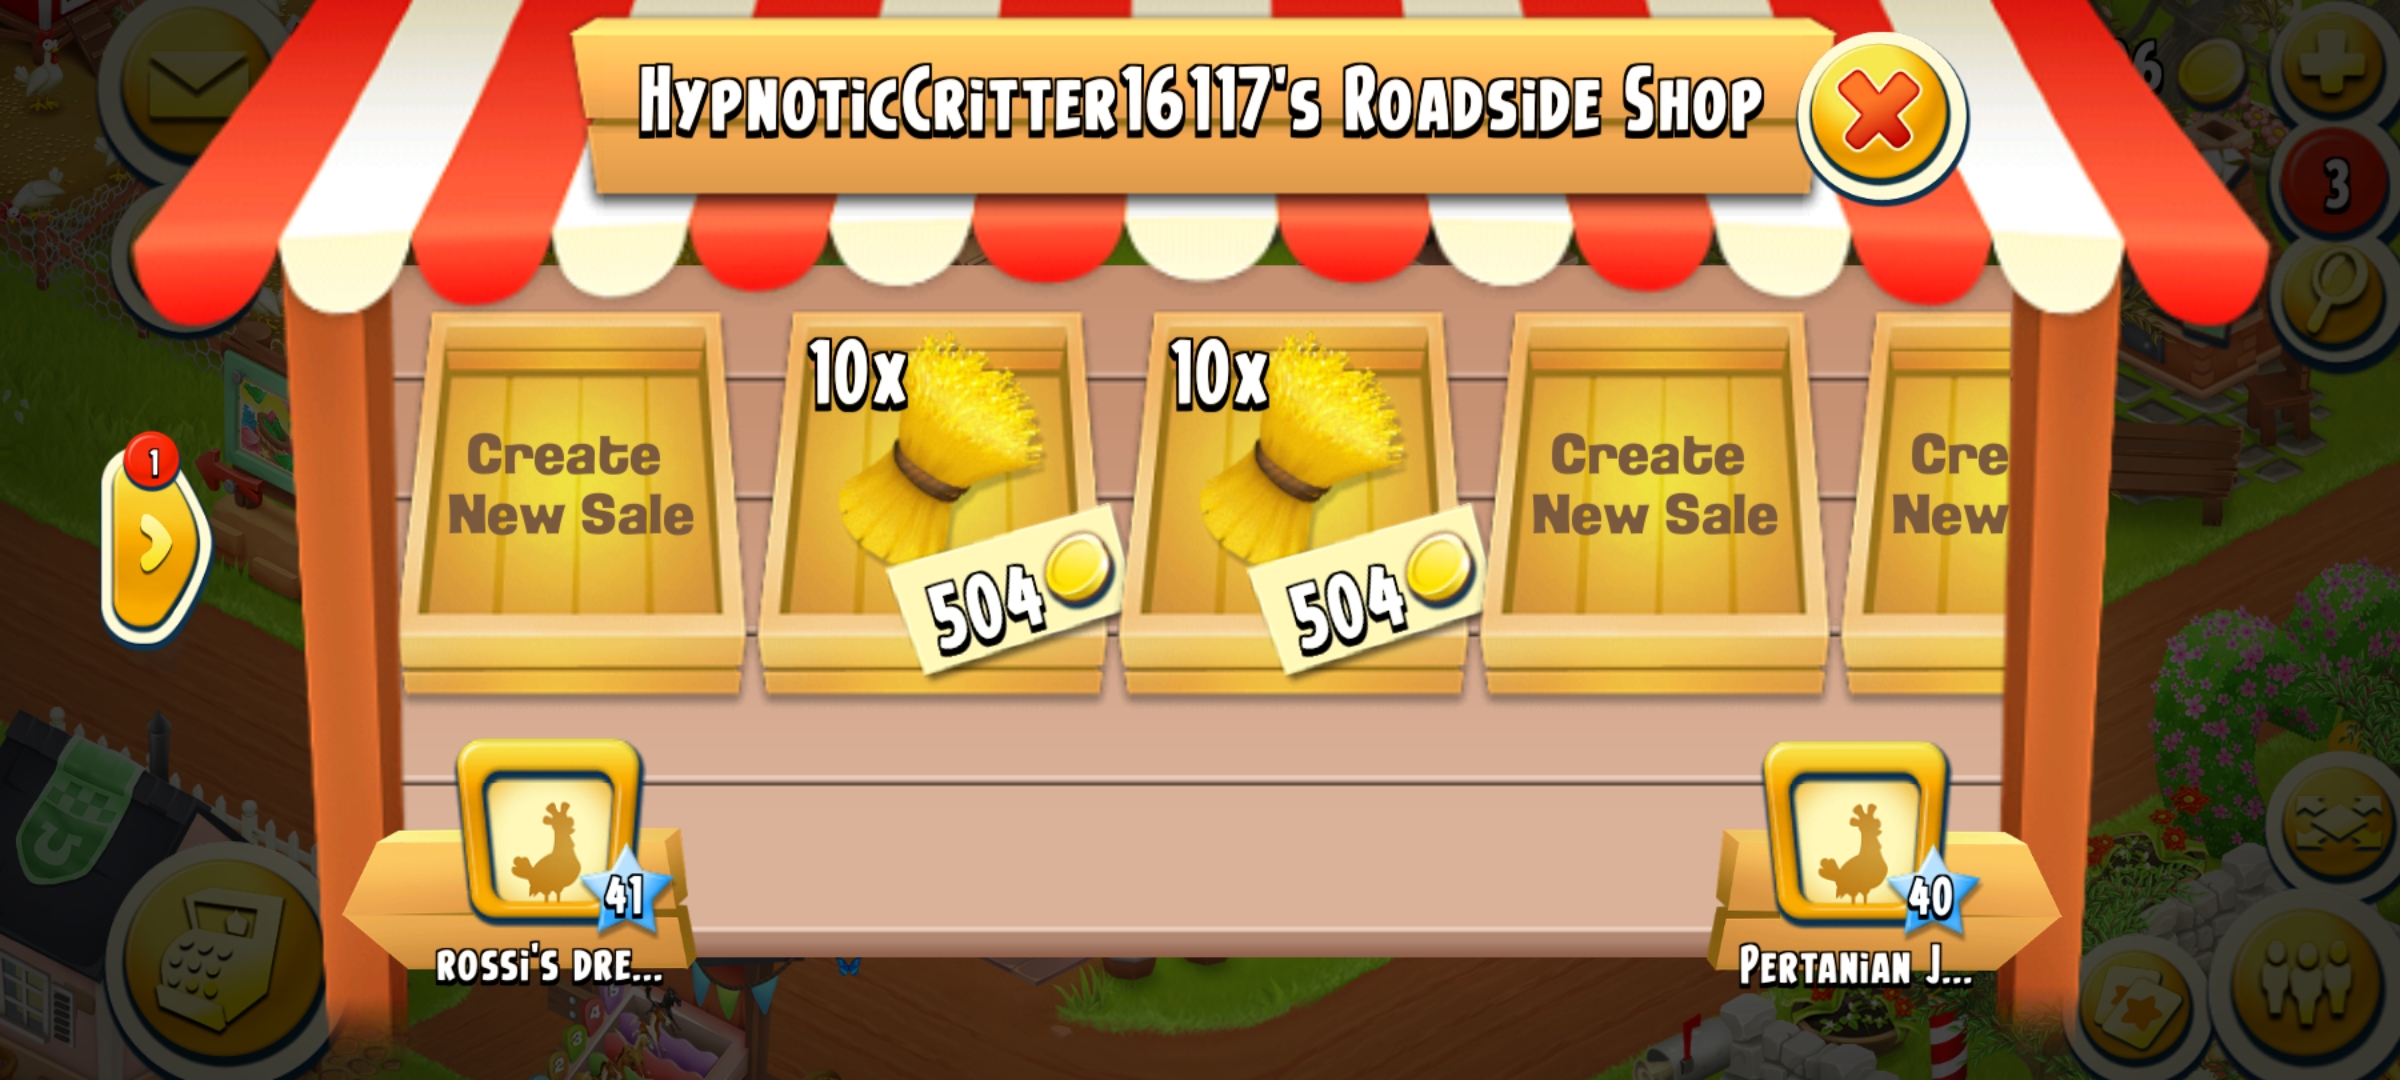 HypnoticCritter16117's Roadside Shop
3
1
Create
New Sale
10x
504
10x
504
Create
New Sale
Cre
New
41
Rossi's Dre...
40
Pertanian J...